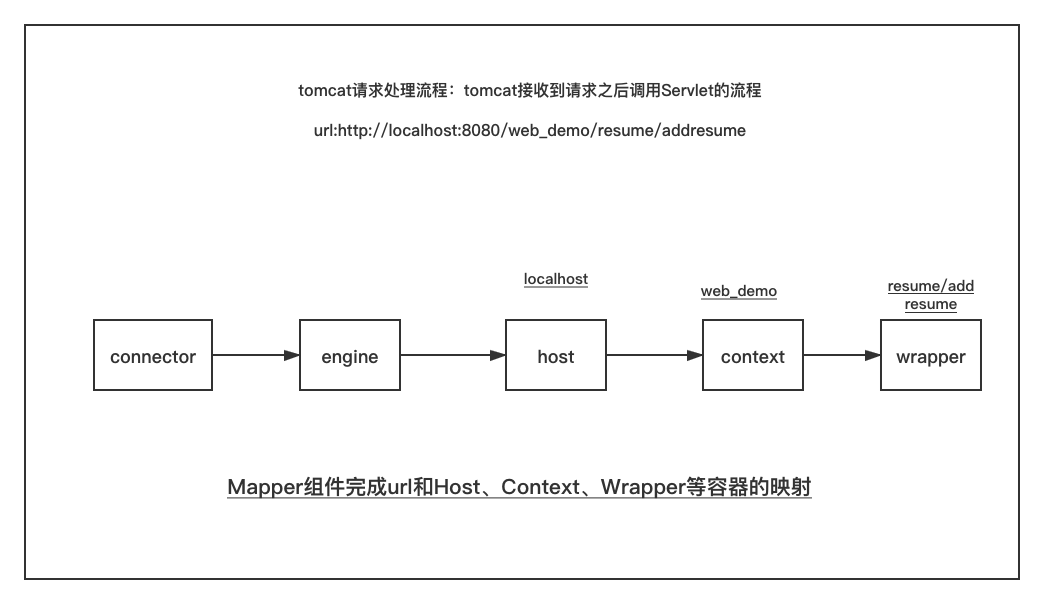 tomcat请求处理流程：tomcat接收到请求之后调用Servlet的流程
url:http://localhost:8080/web_demo/resume/addresume
localhost
web_demo
resume/add
resume
connector
engine
host
context
wrapper
Mapper组件完成url和Host、Context、Wrapper等容器的映射